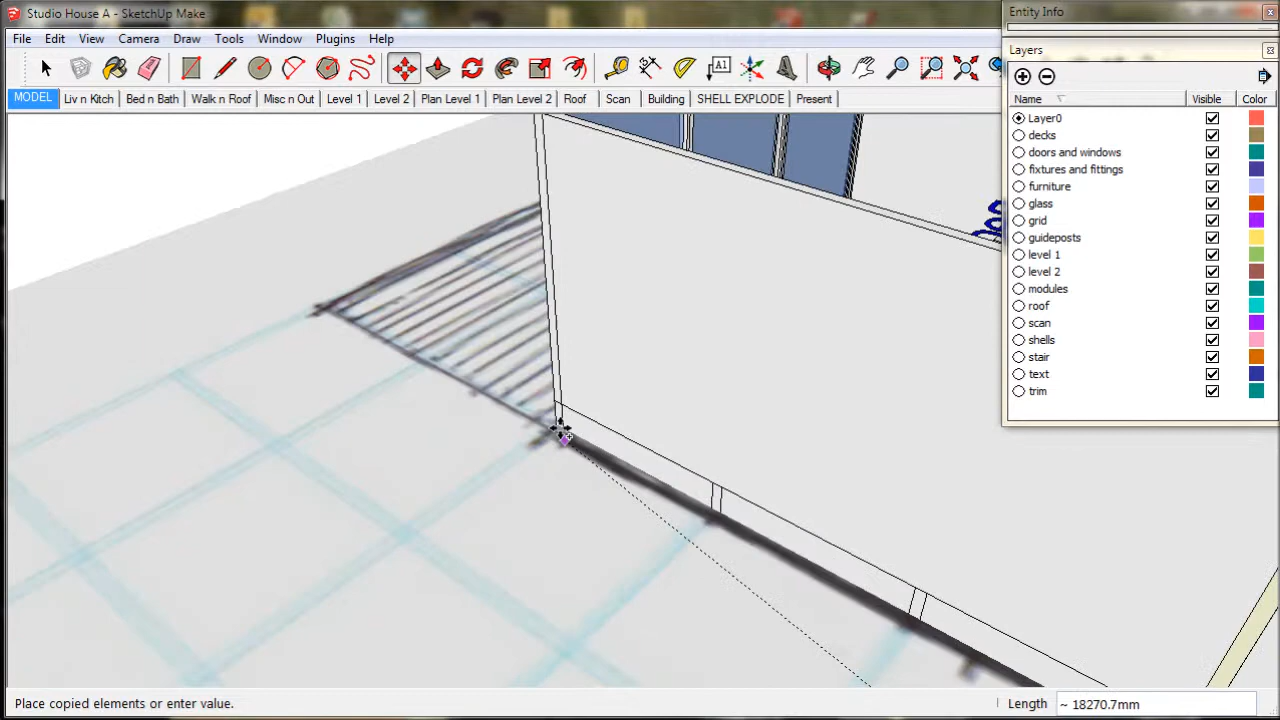 Studio House A - SketchUp Make
File Edit View Camera Draw Tools Window Plugins Help
A1
MODEL Liv n Kitch Bed n Bath Walk n Roof Misc n Out Level 1 Level 2 Plan Level 1 Plan Level 2 Roof Scan Building SHELL EXPLODE Present
Entity Info
Layers
Name Visible Color
Layer0
decks
doors and windows
fixtures and fittings
furniture
glass
grid
guideposts
level 1
level 2
modules
roof
scan
shells
stair
text
trim
Place copied elements or enter value.
Length ~ 18270.7mm